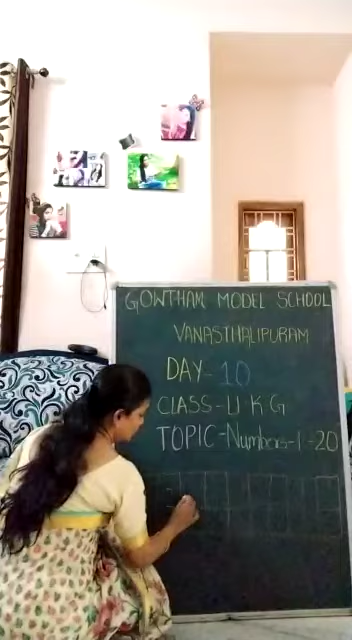 GOWTHAM MODEL SCHOOL
VANASTHALIPURAM
DAY-10
CLASS-U K G
TOPIC-Numbers-1-20